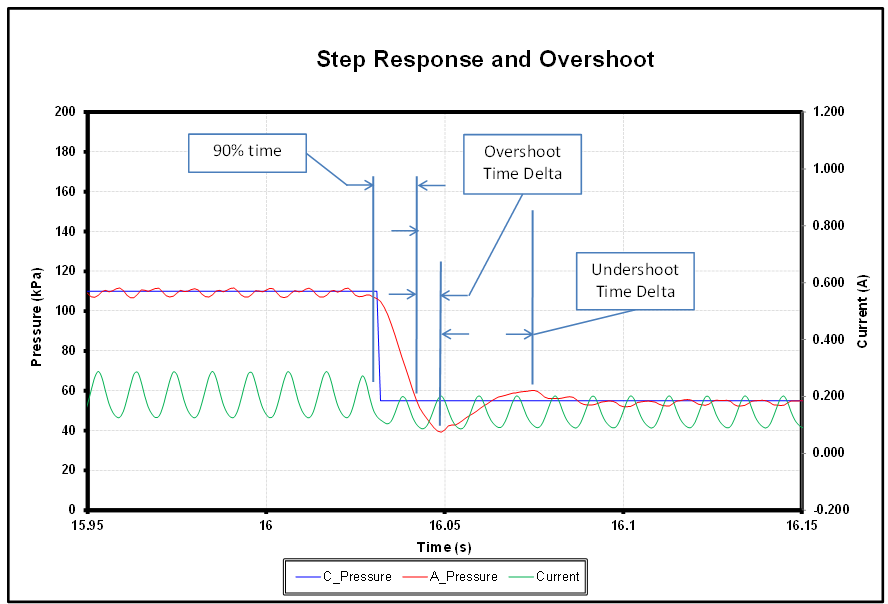 Step Response and Overshoot
200
180
160
140
120
100
80
60
40
20
0
Pressure (kPa)
1.200
1.000
0.800
0.600
0.400
0.200
0.000
-0.200
Current (A)
90% time
Overshoot
Time Delta
Undershoot
Time Delta
15.95
16
16.05
16.1
16.15
Time (s)
C_Pressure
A_Pressure
Current